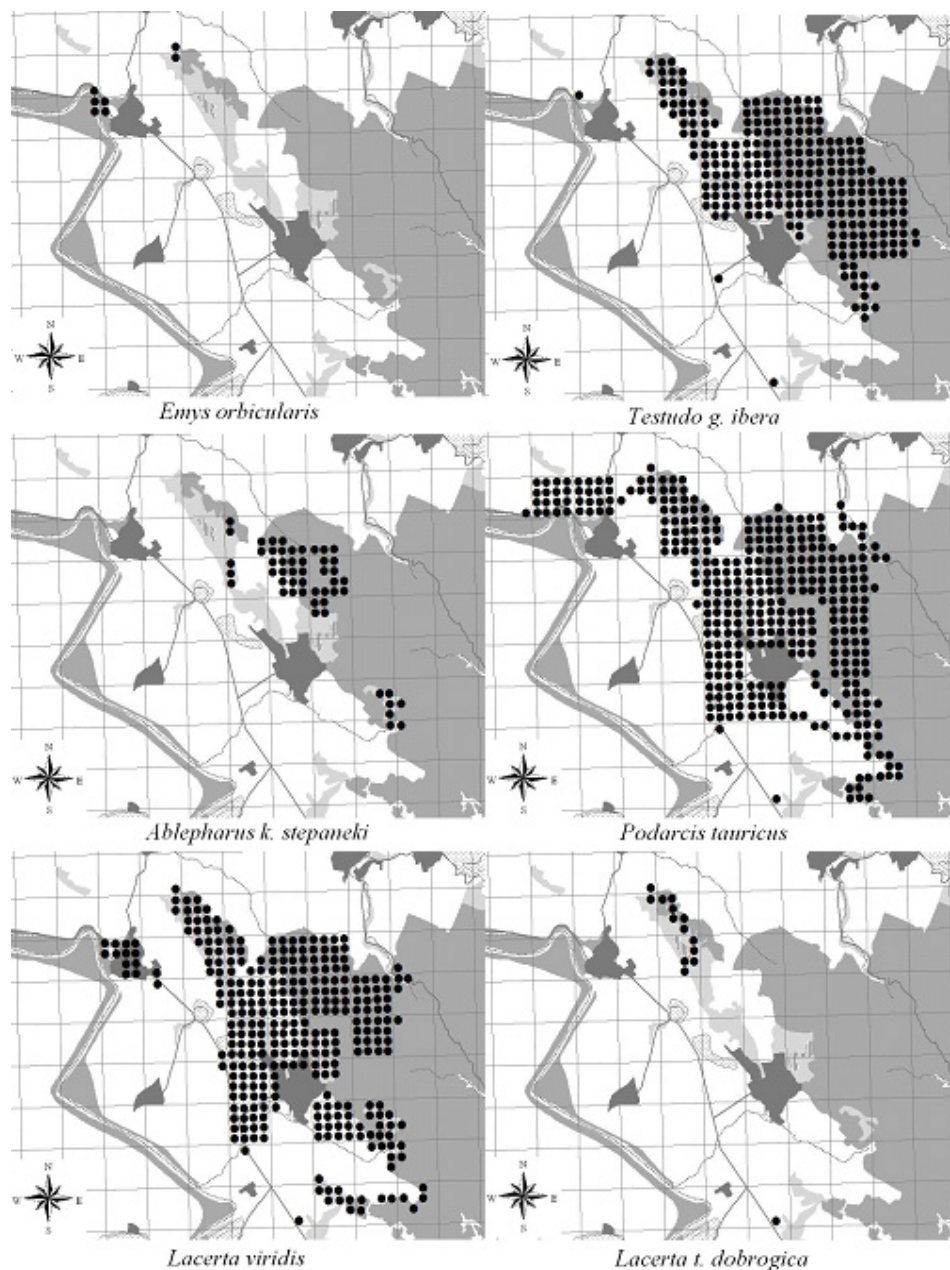 N
W E
S
Emys orbicularis
N
W E
S
Testudo g. ibera
N
W E
S
Ablepharus k. stepaneki
N
W E
S
Podarcis tauricus
N
W E
S
Lacerta viridis
N
W E
S
Lacerta t. dobrogica